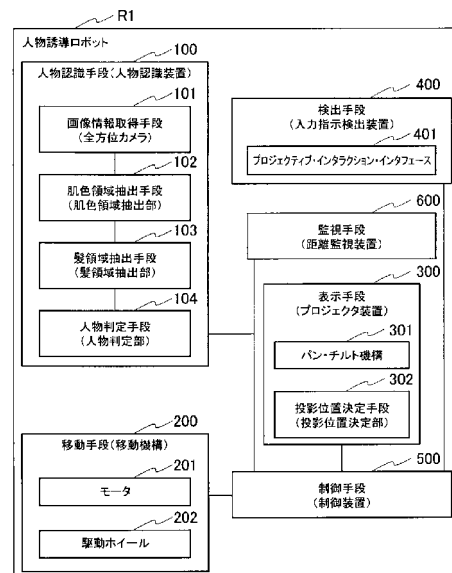 R1
人物誘導ロボット
100
人物認識手段(人物認識装置)
101
画像情報取得手段
(全方位カメラ)
102
肌色領域抽出手段
(肌色領域抽出部)
103
髪領域抽出手段
(髪領域抽出部)
104
人物判定手段
(人物判定部)
200
移動手段(移動機構)
201
モータ
202
駆動ホイール
400
検出手段
(入力指示検出装置)
401
プロジェクティブ・インタラクション・インタフェース
600
監視手段
(距離監視装置)
300
表示手段
(プロジェクタ装置)
301
パン・チルト機構
302
投影位置決定手段
(投影位置決定部)
500
制御手段
(制御装置)